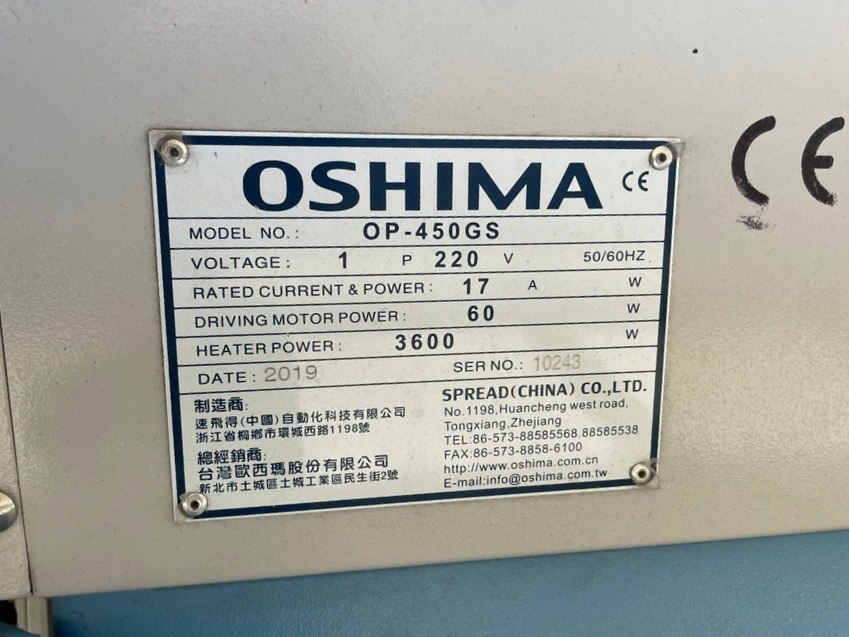 OSHIMA CE
MODEL NO.: OP-450GS
VOLTAGE: 1 P 220 V 50/60HZ
RATED CURRENT & POWER: 17 A W
DRIVING MOTOR POWER: 60 W
HEATER POWER: 3600 W
DATE: 2019 SER NO.: 10243
制造商:
速飛得(中國)自動化科技有限公司
浙江省桐鄉市環城西路1198號
總經銷商:
台灣歐西瑪股份有限公司
新北市土城區土城工業區民生街2號
SPREAD(CHINA) CO.,LTD.
No.1198,Huancheng west road,
Tongxiang,Zhejiang
TEL:86-573-88585568.88585538
FAX:86-573-8858-6100
http://www.oshima.com.cn
E-mail:info@oshima.com.tw
CE